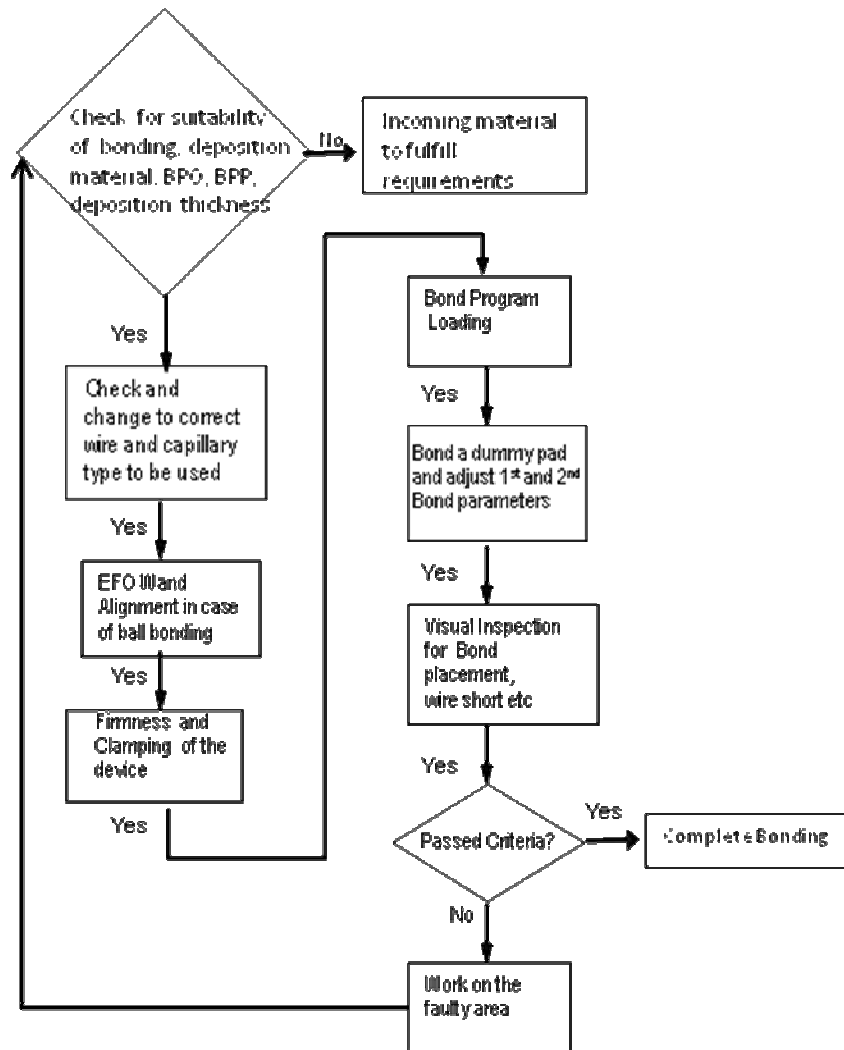 Check for suitability
of bonding, deposition
material, BPO, BPP,
deposition thickness
No
Incoming material
to fulfill
requirements
Yes
Check and
change to correct
wire and capillary
type to be used
Yes
EFO Wand
Alignment in case
of ball bonding
Yes
Firmness and
Clamping of the
device
Yes
Bond Program
Loading
Yes
Bond a dummy pad
and adjust 1st and 2nd
Bond parameters
Yes
Visual Inspection
for Bond
placement,
wire short etc
Yes
Passed Criteria?
Yes
Complete Bonding
No
Work on the
faulty area